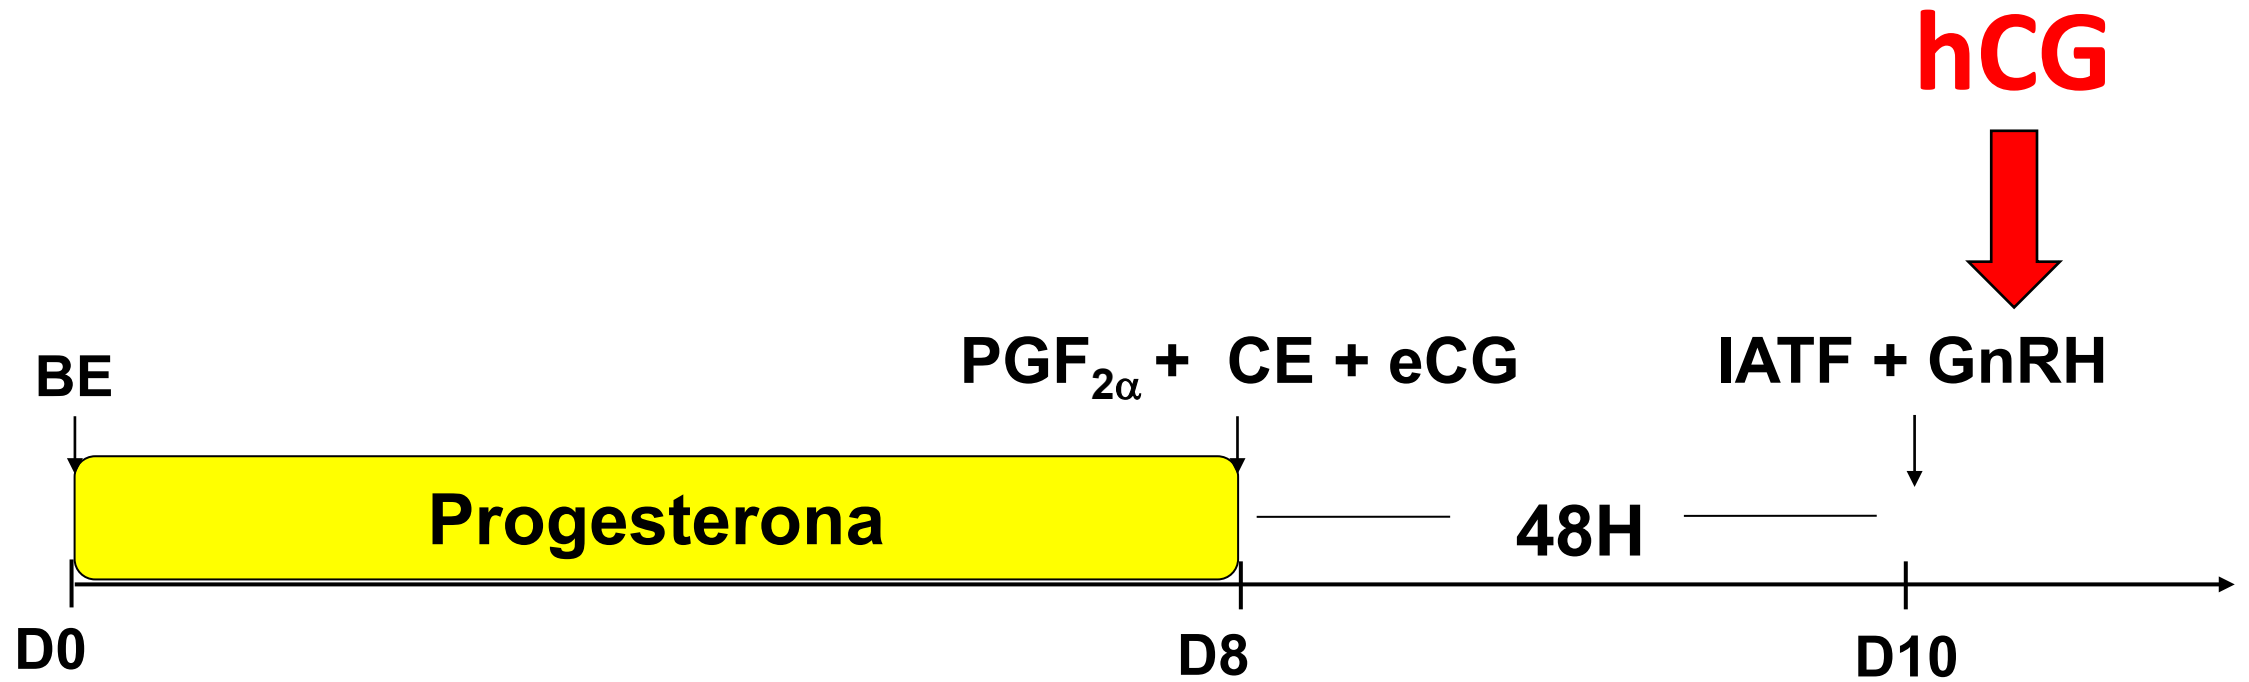 hCG
BE
PGF2α + CE + eCG
IATF + GnRH
Progesterona
48H
D0
D8
D10